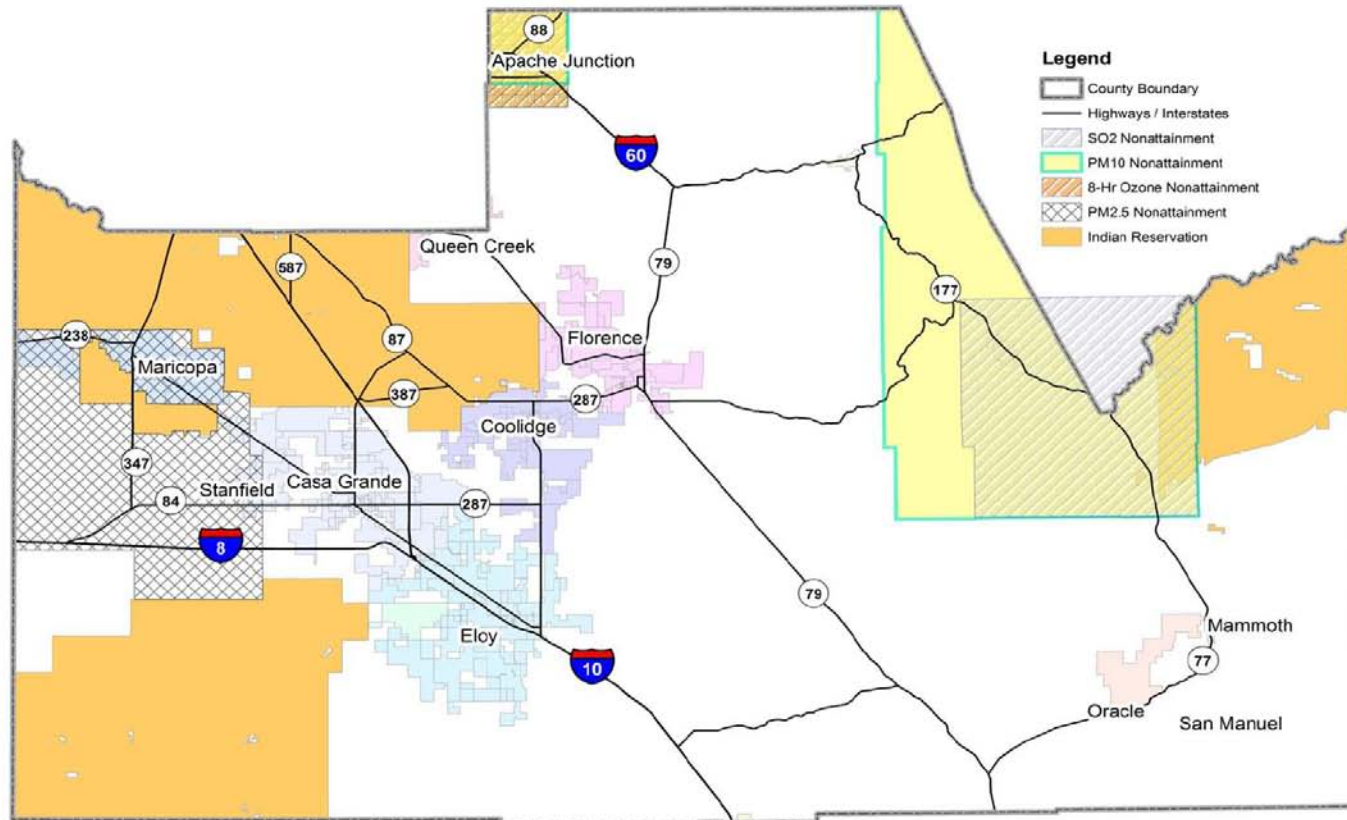 88
Apache Junction
Legend
County Boundary
Highways / Interstates
SO2 Nonattainment
PM10 Nonattainment
8-Hr Ozone Nonattainment
PM2.5 Nonattainment
Indian Reservation
60
Queen Creek
79
587
177
238
87
Florence
Maricopa
387
287
Coolidge
347
Stanfield
Casa Grande
84
287
8
79
Eloy
Mammoth
10
77
Oracle
San Manuel